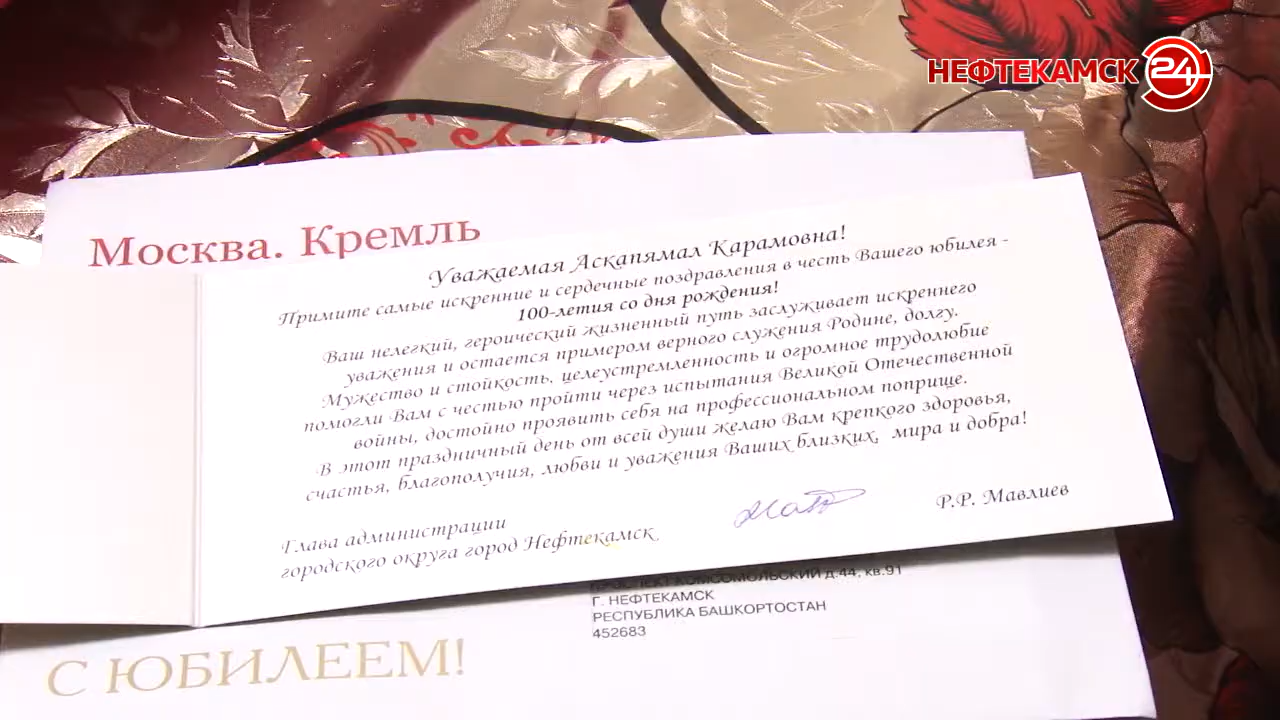 НЕФТЕКАМСК 24
Москва. Кремль
Уважаемая Аскапямал Карамовна!
Примите самые искренние и сердечные поздравления в честь Вашего юбилея -
100-летия со дня рождения!
Ваш нелегкий, героический жизненный путь заслуживает искреннего
уважения и остается примером верного служения Родине, долгу.
Мужество и стойкость, целеустремленность и огромное трудолюбие
помогли Вам с честью пройти через испытания Великой Отечественной
войны, достойно проявить себя на профессиональном поприще.
В этот праздничный день от всей души желаю Вам крепкого здоровья,
счастья, благополучия, любви и уважения Ваших близких, мира и добра!
Глава администрации
городского округа город Нефтекамск
Р.Р. Мавлиев
ПРОСПЕКТ КОМСОМОЛЬСКИЙ д.44, кв.91
Г. НЕФТЕКАМСК
РЕСПУБЛИКА БАШКОРТОСТАН
452683
С ЮБИЛЕЕМ!